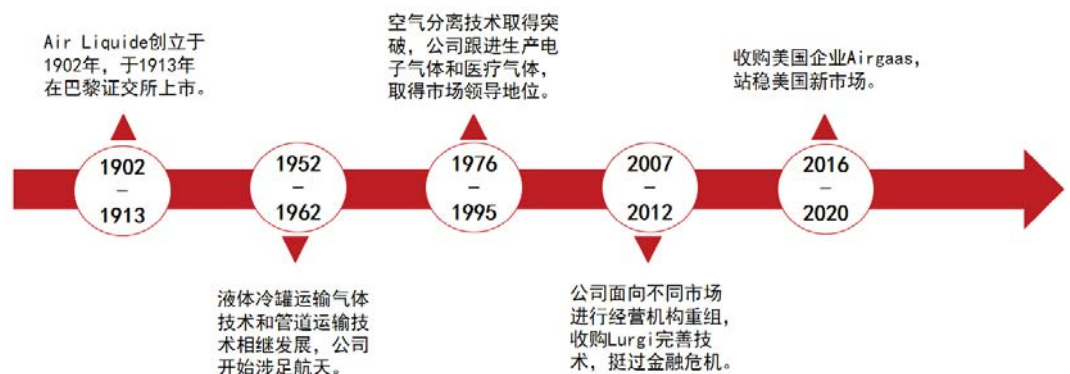 Air Liquide创立于
1902年，于1913年
在巴黎证交所上市。
空气分离技术取得突
破，公司跟进生产电
子气体和医疗气体，
取得市场领导地位。
收购美国企业Airgaas，
站稳美国新市场。
1902
–
1913
1952
–
1962
1976
–
1995
2007
–
2012
2016
–
2020
液体冷罐运输气体
技术和管道运输技
术相继发展，公司
开始涉足航天。
公司面向不同市场
进行经营机构重组，
收购Lurgi完善技
术，挺过金融危机。